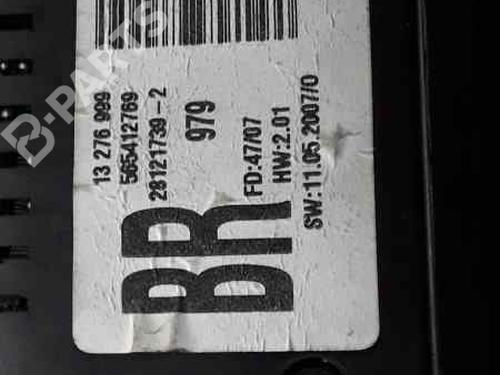 13 276 999
565412769
28121739-2
979
BR
FD:47/07
HW:2.01
SW:11.05.2007/0
B-PARTS